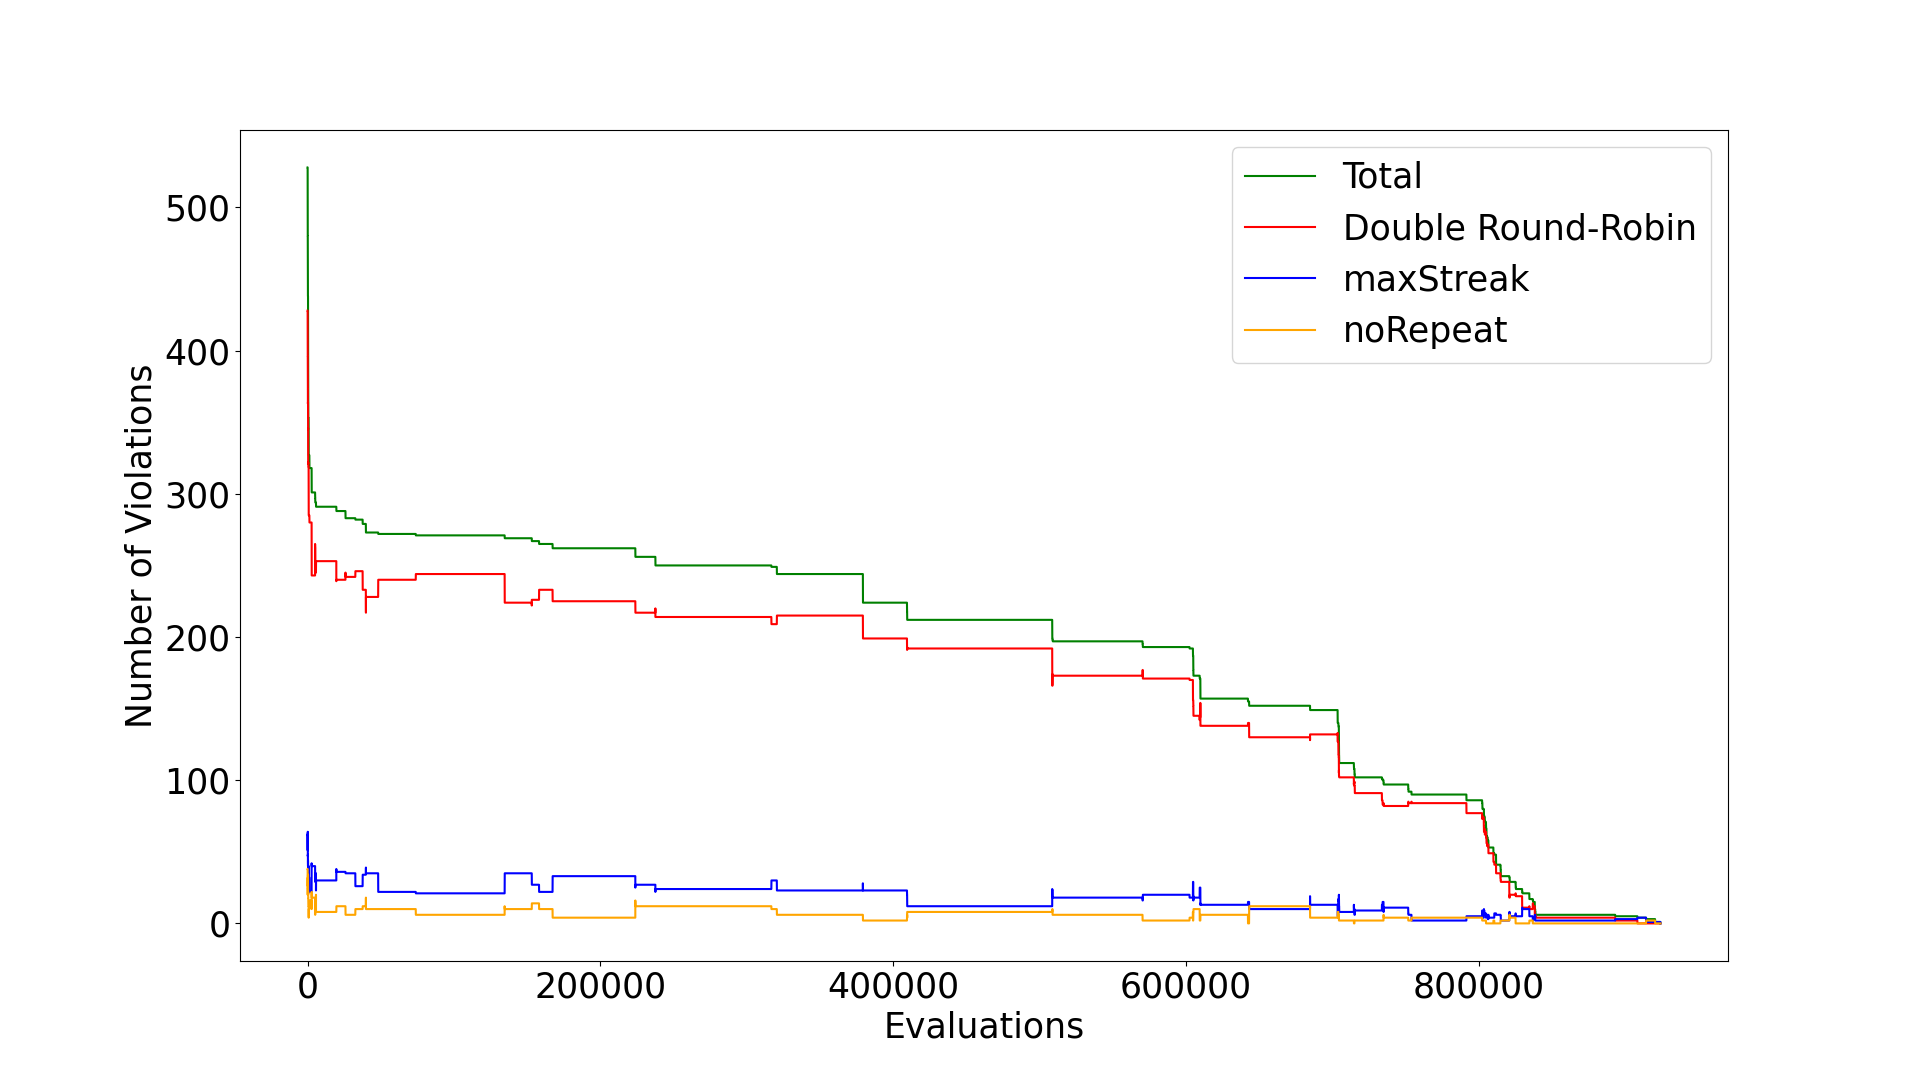 Total
Double Round-Robin
maxStreak
noRepeat
500
400
300
200
100
0
Number of Violations
0 200000 400000 600000 800000
Evaluations